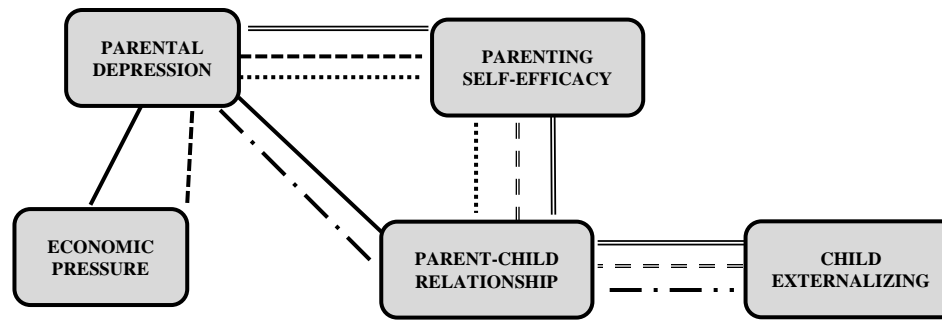 PARENTAL
DEPRESSION
PARENTING
SELF-EFFICACY
ECONOMIC
PRESSURE
PARENT-CHILD
RELATIONSHIP
CHILD
EXTERNALIZING